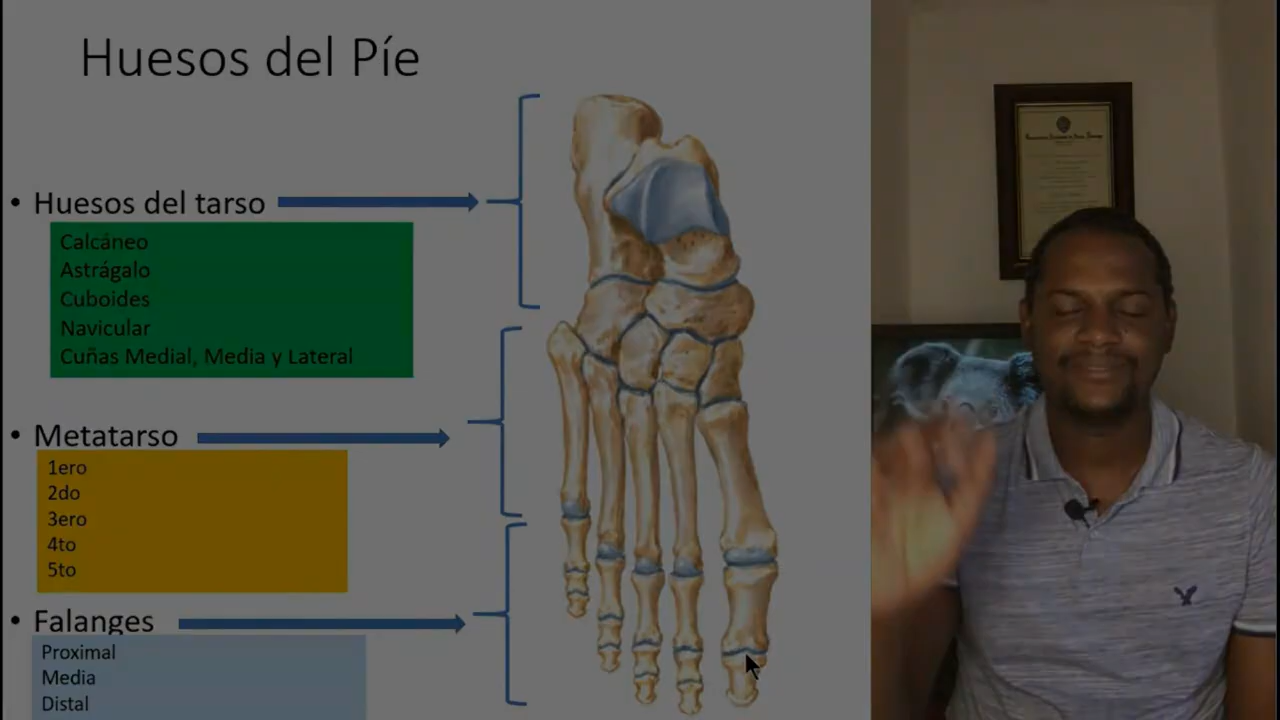 Huesos del Píe
• Huesos del tarso
Calcáneo
Astrágalo
Cuboides
Navicular
Cuñas Medial, Media y Lateral
• Metatarso
1ero
2do
3ero
4to
5to
• Falanges
Proximal
Media
Distal